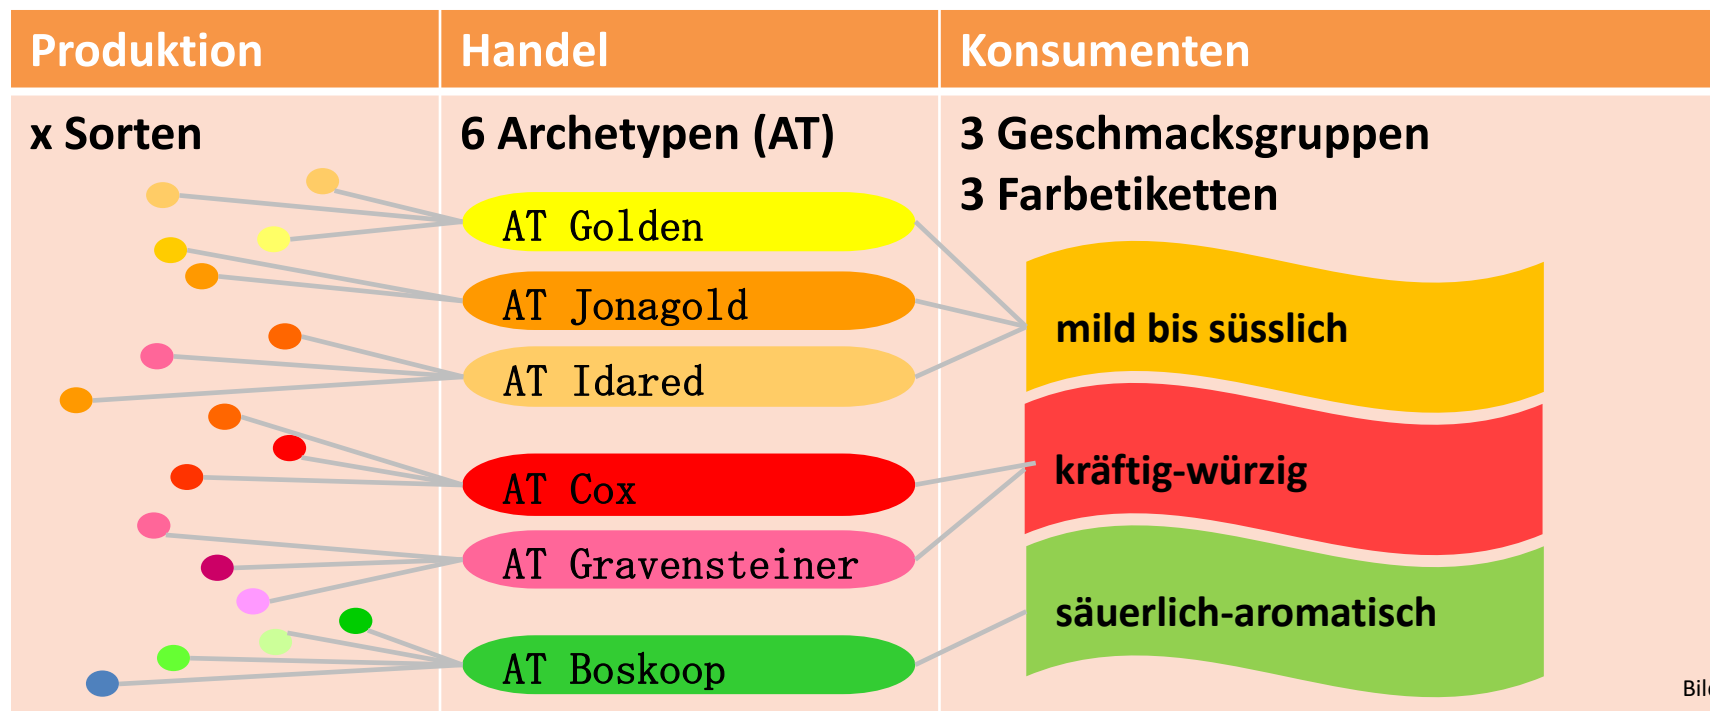 Produktion
Handel
Konsumenten
x Sorten
6 Archetypen (AT)
3 Geschmacksgruppen
3 Farbetiketten
AT Golden
AT Jonagold
AT Idared
AT Cox
AT Gravensteiner
AT Boskoop
mild bis süsslich
kräftig-würzig
säuerlich-aromatisch